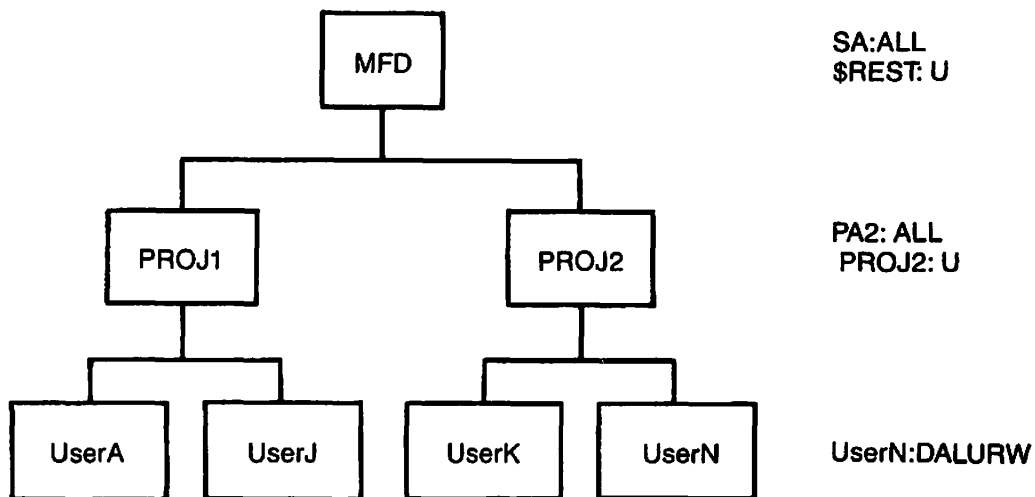 MFD
SA:ALL
$REST: U
PROJ1
PROJ2
PA2: ALL
PROJ2: U
UserA
UserJ
UserK
UserN
UserN:DALURW